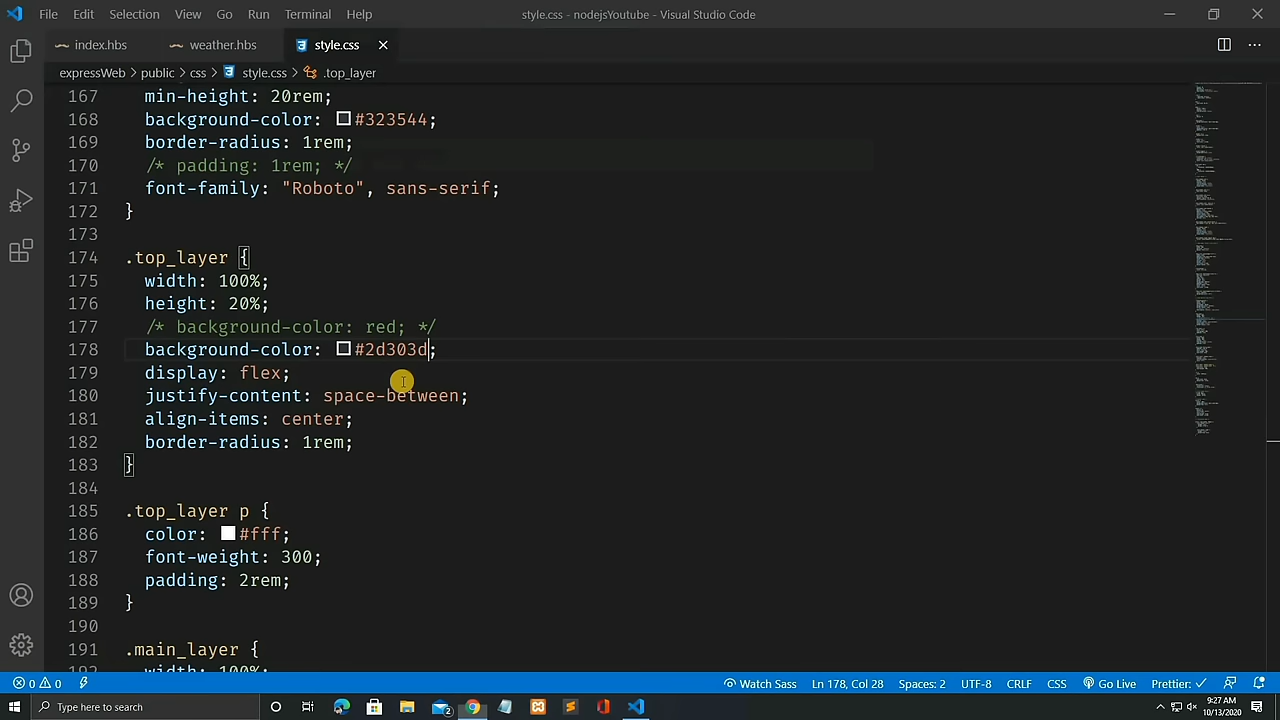 File Edit Selection View Go Run Terminal Help style.css - nodejsYoutube - Visual Studio Code
index.hbs weather.hbs style.css
expressWeb > public > css > style.css > .top_layer
167 min-height: 20rem;
168 background-color: #323544;
169 border-radius: 1rem;
170 /* padding: 1rem; */
171 font-family: "Roboto", sans-serif;
172 }
173
174 .top_layer {
175 width: 100%;
176 height: 20%;
177 /* background-color: red; */
178 background-color: #2d303d;
179 display: flex;
180 justify-content: space-between;
181 align-items: center;
182 border-radius: 1rem;
183 }
184
185 .top_layer p {
186 color: #fff;
187 font-weight: 300;
188 padding: 2rem;
189 }
190
191 .main_layer {
192 width: 100%;
0 0 Watch Sass Ln 178, Col 28 Spaces: 2 UTF-8 CRLF CSS Go Live Prettier: ✓
Type here to search 2 9:27 AM
10/13/2020